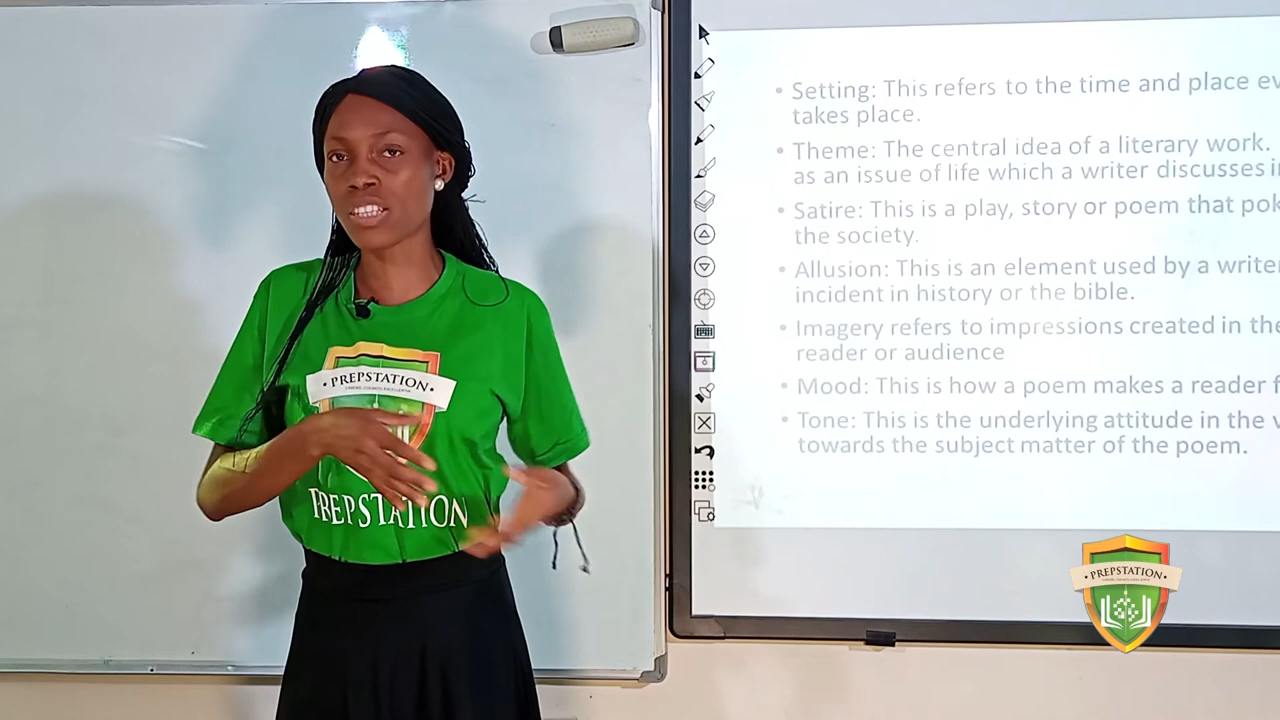 • Setting: This refers to the time and place
takes place.
• Theme: The central idea of a literary work.
as an issue of life which a writer discusses
• Satire: This is a play, story or poem that
the society.
• Allusion: This is an element used by a
incident in history or the bible.
• Imagery refers to impressions created in
reader or audience
• Mood: This is how a poem makes a reader
• Tone: This is the underlying attitude in the
towards the subject matter of the poem.
• PREPSTATION •
PREPSTATION
• PREPSTATION •